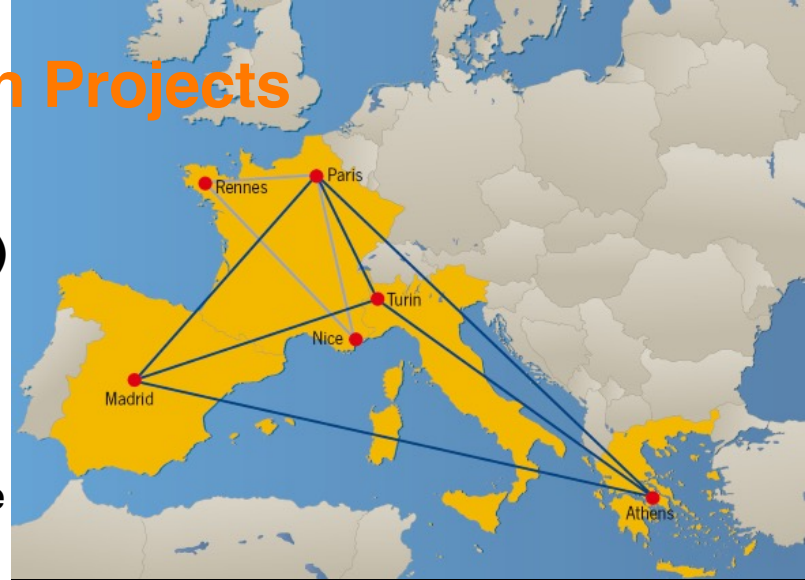 n Projects
Paris
Rennes
)
Turin
Nice
Madrid
e
Athens